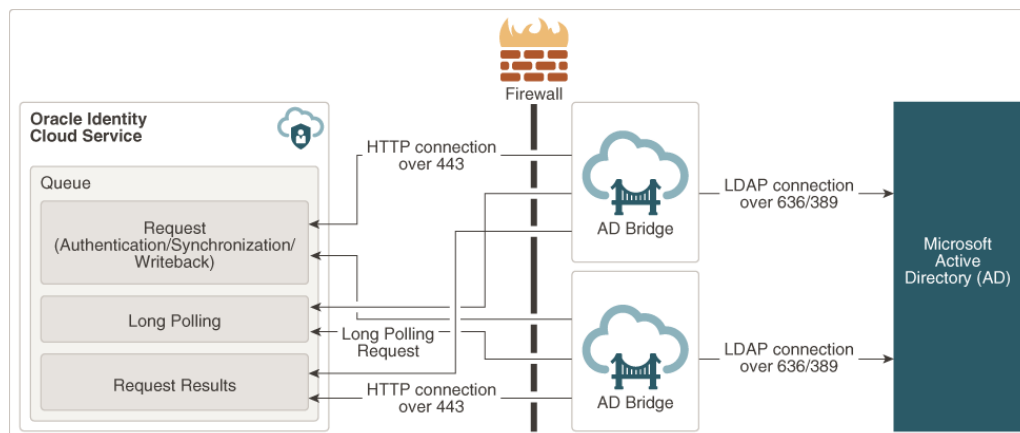 Firewall
Oracle Identity
Cloud Service
Queue
Request
(Authentication/Synchronization/
Writeback)
Long Polling
Request Results
HTTP connection
over 443
Long Polling
Request
HTTP connection
over 443
AD Bridge
AD Bridge
LDAP connection
over 636/389
LDAP connection
over 636/389
Microsoft
Active
Directory (AD)